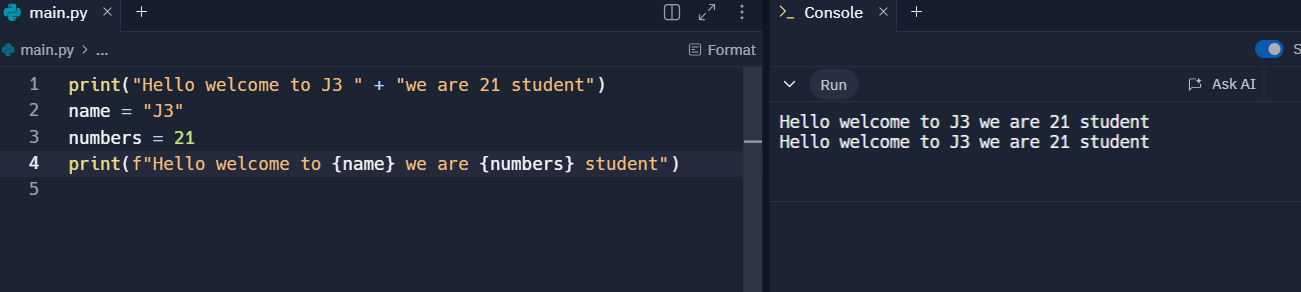 main.py × +
main.py > ...
Format
1 print("Hello welcome to J3 " + "we are 21 student")
2 name = "J3"
3 numbers = 21
4 print(f"Hello welcome to {name} we are {numbers} student")
5
Console × +
S
Run
Ask AI
Hello welcome to J3 we are 21 student
Hello welcome to J3 we are 21 student